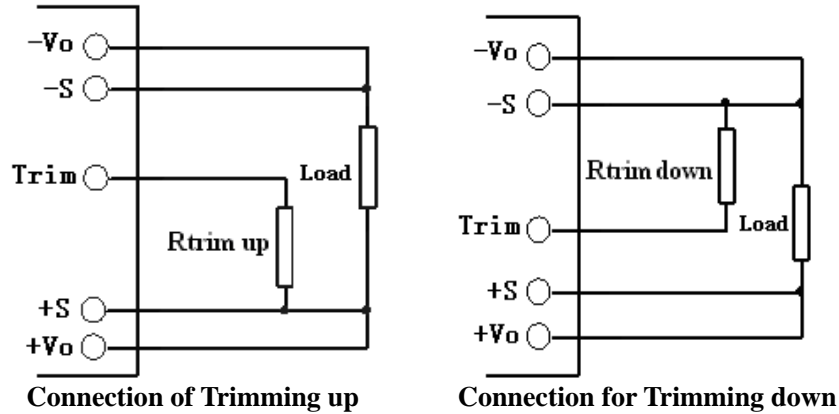 −Vo
−S
Trim
Load
Rtrim up
+S
+Vo
Connection of Trimming up
−Vo
−S
Rtrim down
Trim
Load
+S
+Vo
Connection for Trimming down